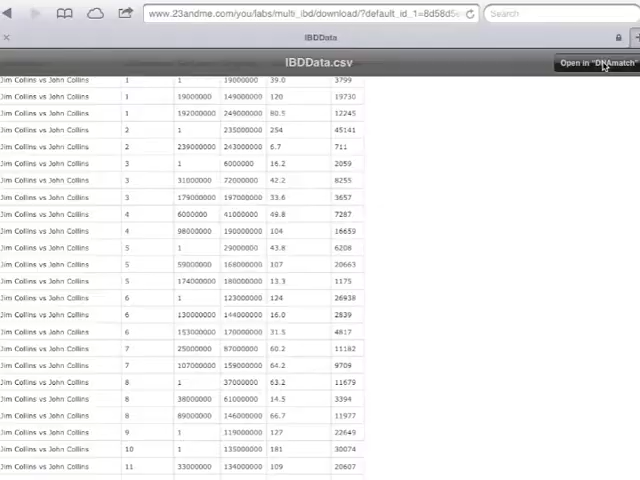 www.23andme.com/you/labs/multi_ibd/download/?default_id_1=8d58d5
Search
IBDData
IBDData.csv
Open in "DNAmatch"
Jim Collins vs John Collins 1 1 19000000 39.0 3799
Jim Collins vs John Collins 1 19000000 149000000 120 19730
Jim Collins vs John Collins 1 192000000 249000000 80.5 12245
Jim Collins vs John Collins 2 1 235000000 254 45141
Jim Collins vs John Collins 2 239000000 243000000 6.7 711
Jim Collins vs John Collins 3 1 6000000 16.2 2059
Jim Collins vs John Collins 3 31000000 72000000 42.2 8255
Jim Collins vs John Collins 3 179000000 197000000 33.6 3657
Jim Collins vs John Collins 4 6000000 41000000 49.8 7287
Jim Collins vs John Collins 4 98000000 190000000 104 16659
Jim Collins vs John Collins 5 1 29000000 43.8 6208
Jim Collins vs John Collins 5 59000000 168000000 107 20663
Jim Collins vs John Collins 5 174000000 180000000 13.3 1175
Jim Collins vs John Collins 6 1 123000000 124 26938
Jim Collins vs John Collins 6 130000000 144000000 16.0 2839
Jim Collins vs John Collins 6 153000000 170000000 31.5 4817
Jim Collins vs John Collins 7 25000000 87000000 60.2 11182
Jim Collins vs John Collins 7 107000000 159000000 64.2 9709
Jim Collins vs John Collins 8 1 37000000 63.2 11679
Jim Collins vs John Collins 8 38000000 61000000 14.5 3394
Jim Collins vs John Collins 8 89000000 146000000 66.7 11977
Jim Collins vs John Collins 9 1 119000000 127 22649
Jim Collins vs John Collins 10 1 135000000 181 30074
Jim Collins vs John Collins 11 33000000 134000000 109 20607